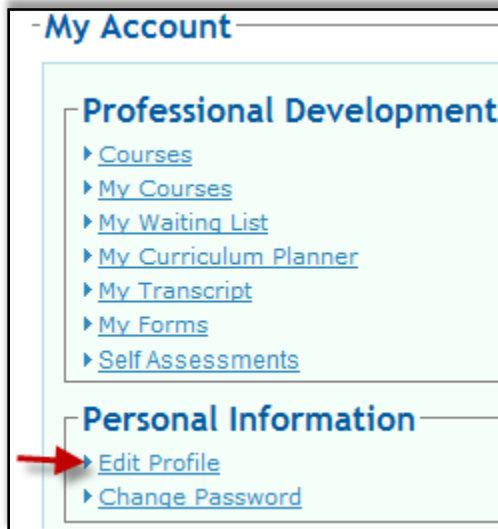 My Account
Professional Development
Courses
My Courses
My Waiting List
My Curriculum Planner
My Transcript
My Forms
Self Assessments
Personal Information
Edit Profile
Change Password